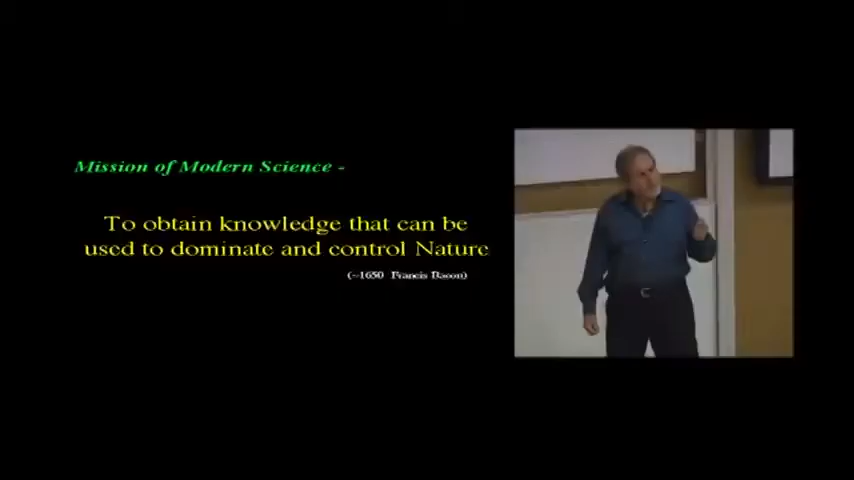 Mission of Modern Science -
To obtain knowledge that can be
used to dominate and control Nature
(~1650 Francis Bacon)